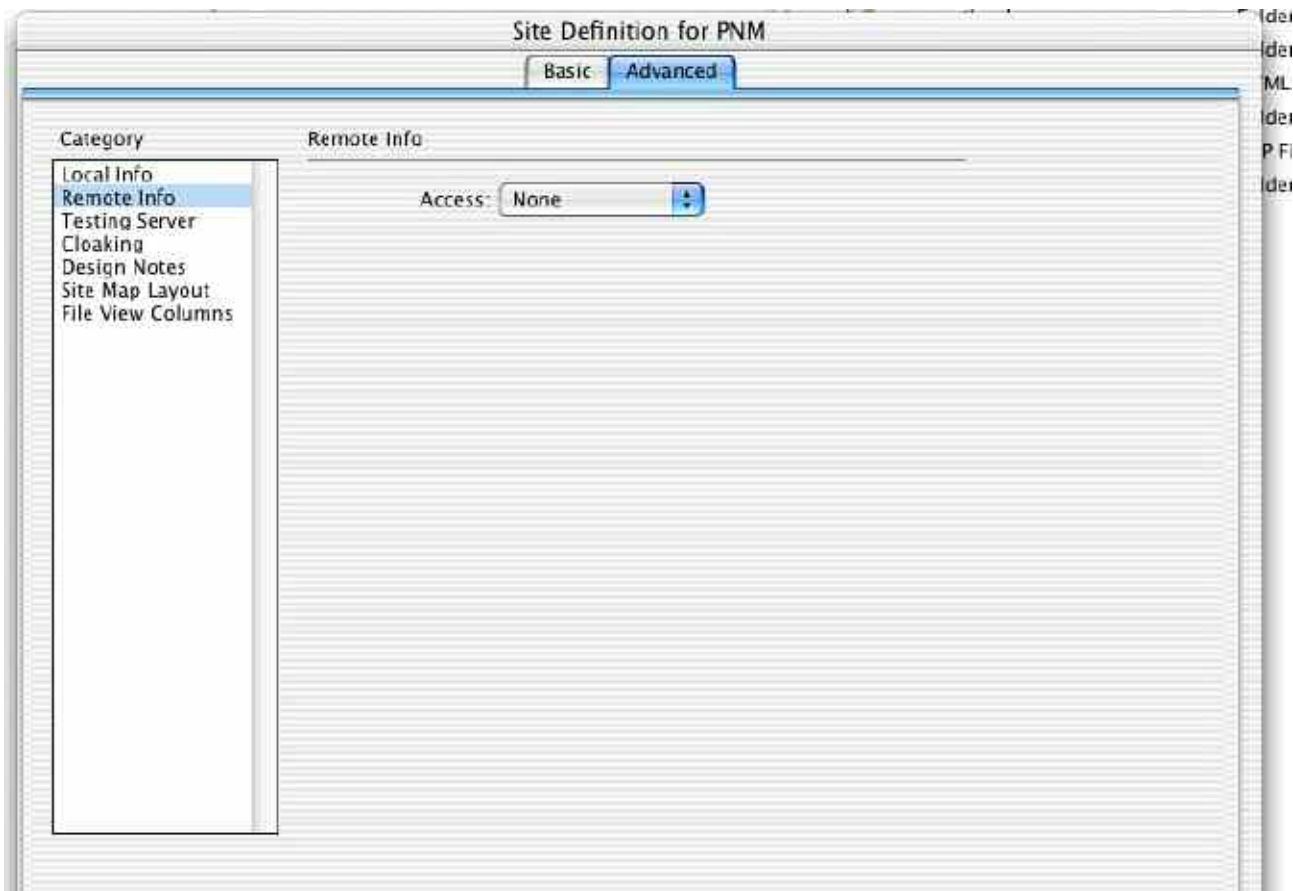 Site Definition for PNM
Basic Advanced
Category
Remote Info
Local Info
Remote Info
Testing Server
Cloaking
Design Notes
Site Map Layout
File View Columns
Access: None